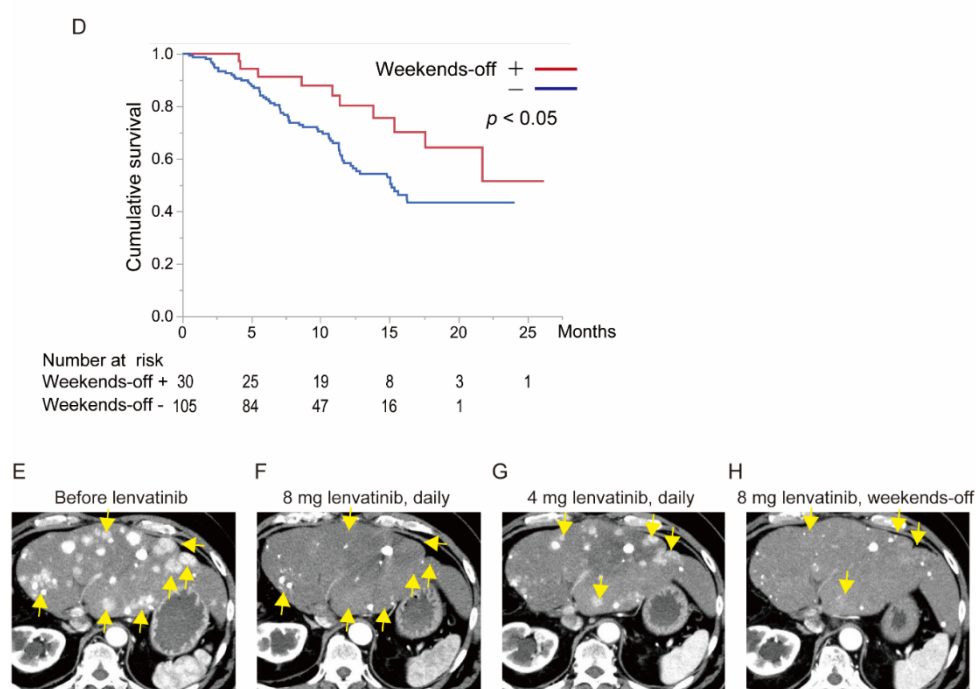 D
1.0
0.8
0.6
0.4
0.2
0.0
Cumulative survival
Weekends-off +
−
p < 0.05
0 5 10 15 20 25 Months
Number at risk
Weekends-off + 30 25 19 8 3 1
Weekends-off - 105 84 47 16 1
E F G H
Before lenvatinib 8 mg lenvatinib, daily 4 mg lenvatinib, daily 8 mg lenvatinib, weekends-off